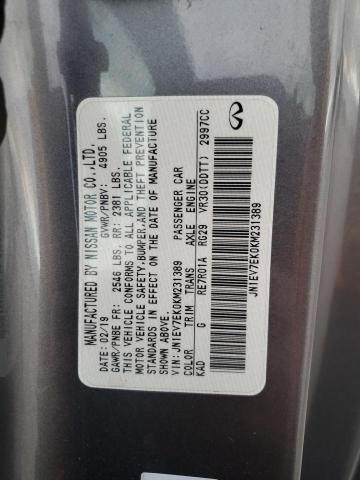 MANUFACTURED BY NISSAN MOTOR CO.,LTD.
DATE: 02/19 GVWR/PNBV: 4905 LBS.
GAWR/PNBE FR: 2546 LBS. RR: 2381 LBS.
THIS VEHICLE CONFORMS TO ALL APPLICABLE FEDERAL
MOTOR VEHICLE SAFETY,BUMPER,AND THEFT PREVENTION
STANDARDS IN EFFECT ON THE DATE OF MANUFACTURE
SHOWN ABOVE.
VIN: JN1EV7EK0KM231389 PASSENGER CAR
COLOR TRIM TRANS AXLE ENGINE
KAD G RE7R01A RG29 VR30(DDTT) 2997CC
JN1EV7EK0KM231389